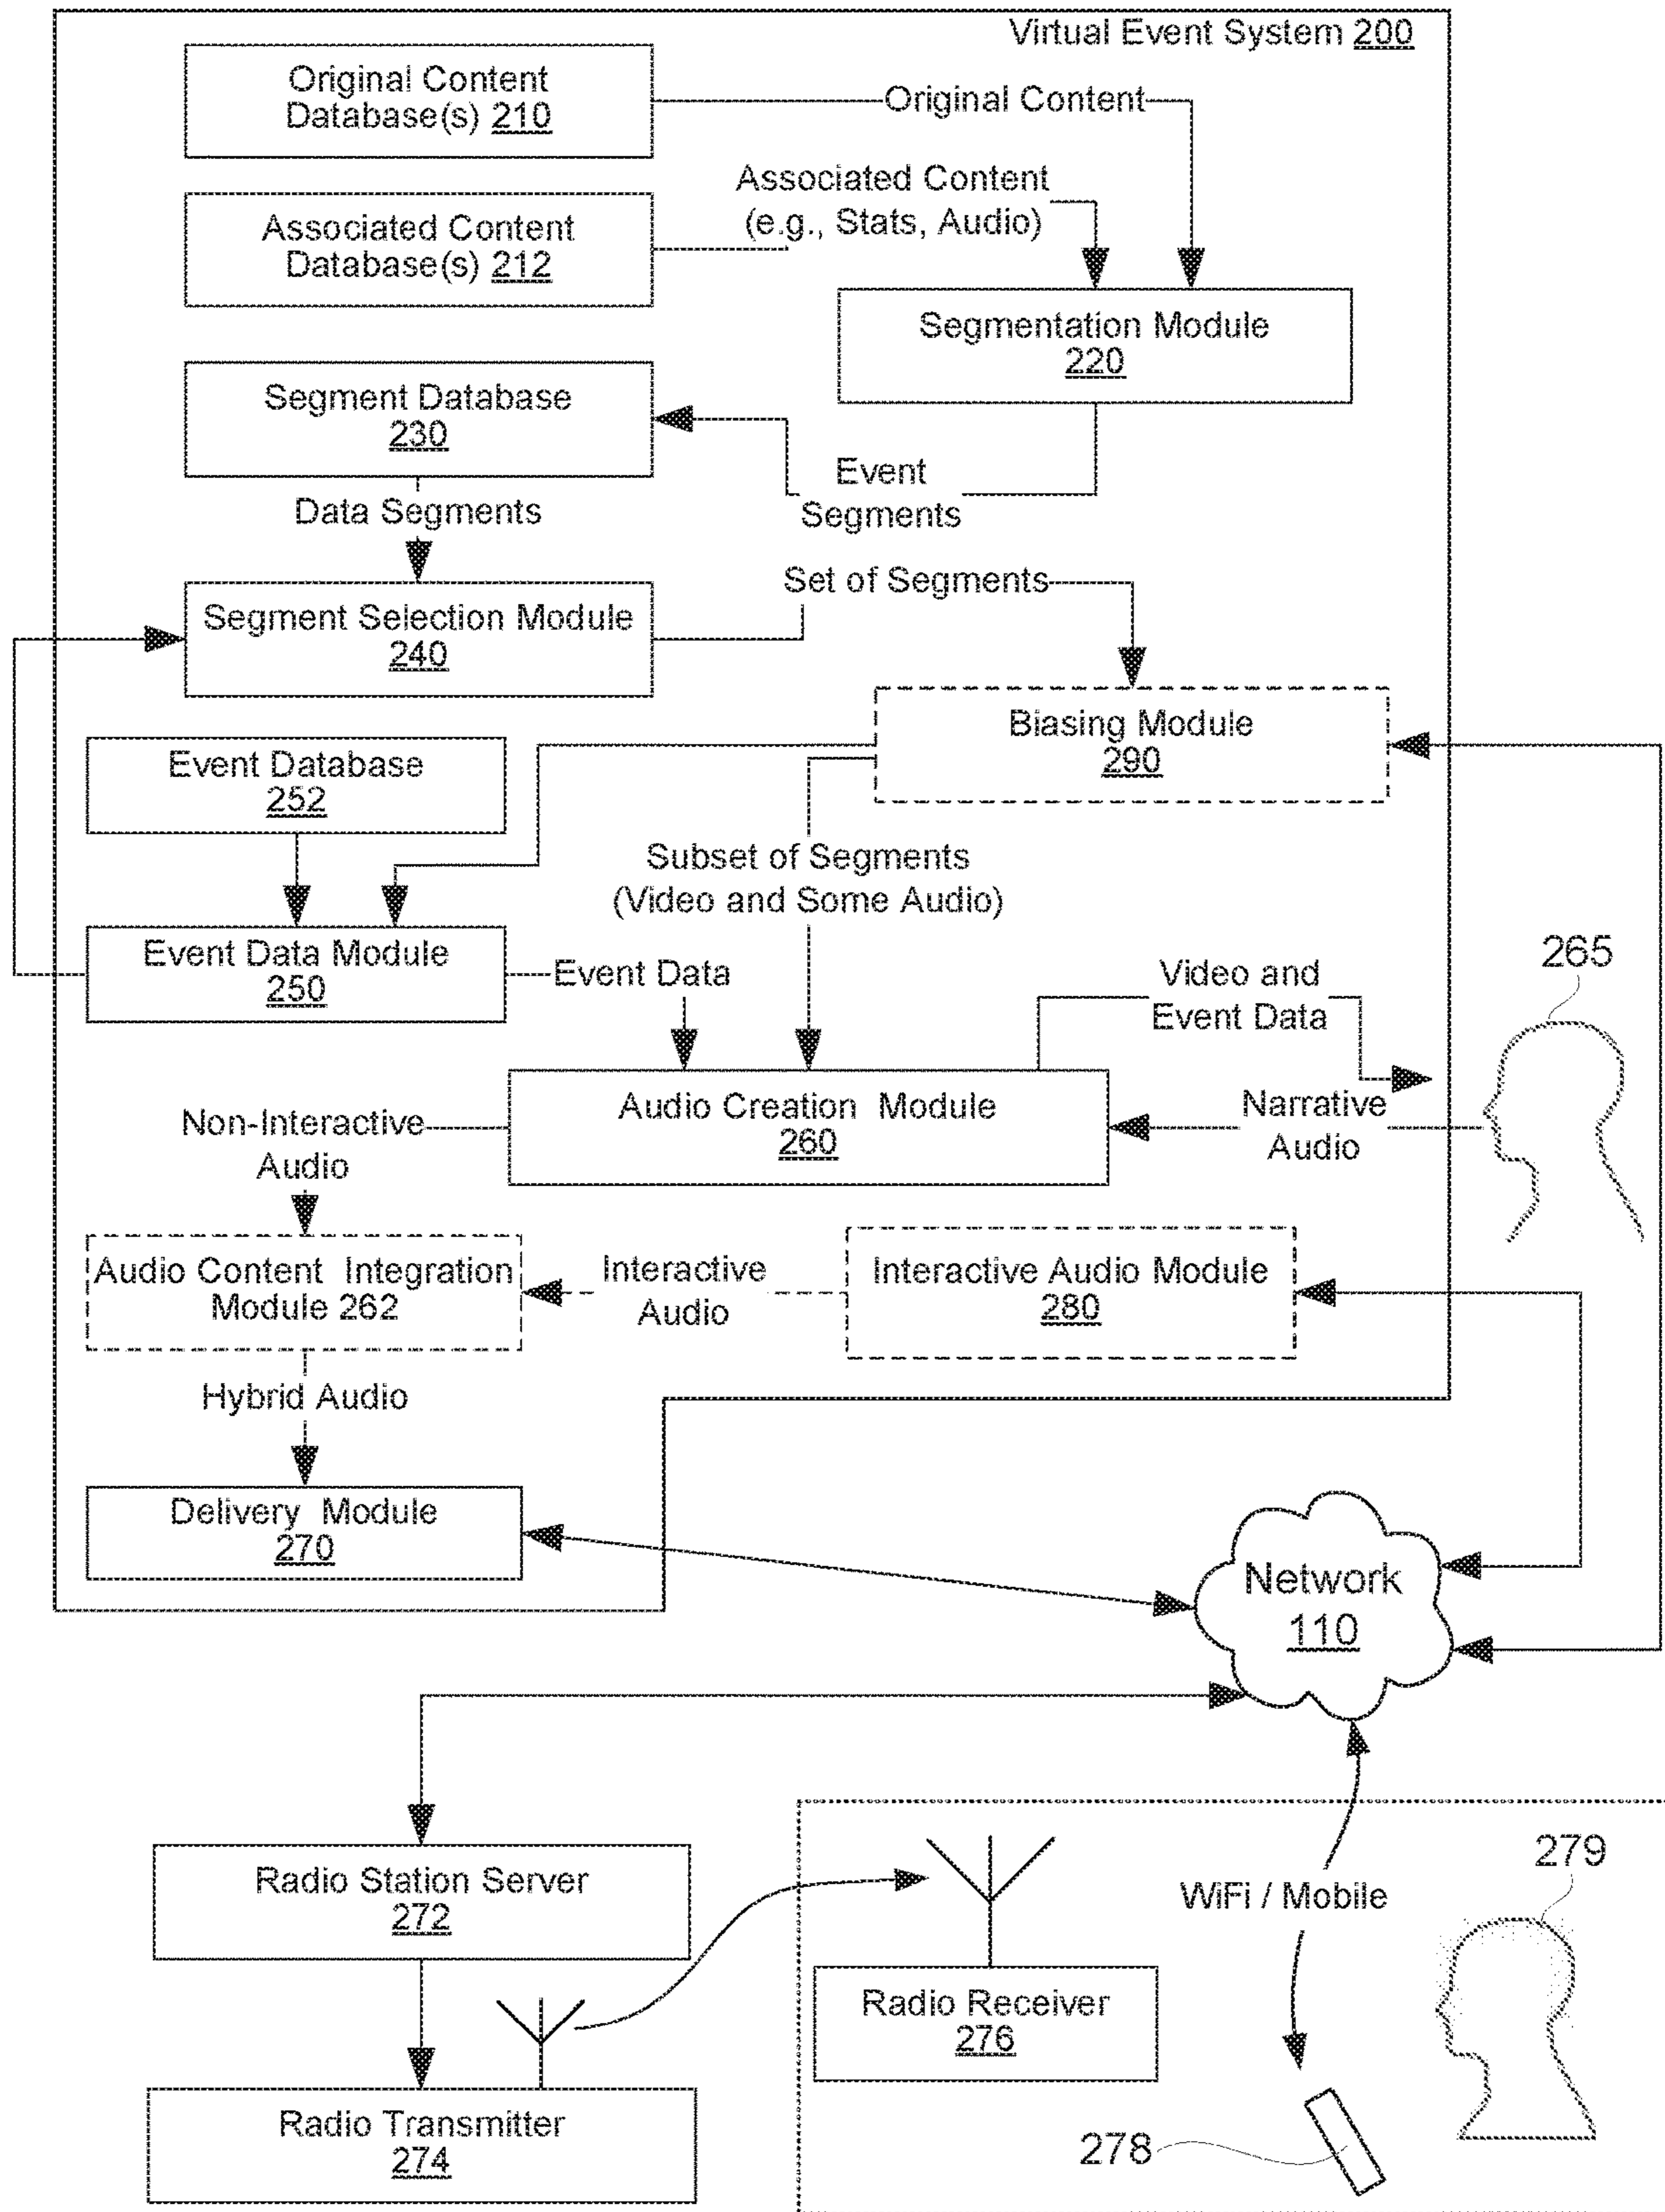 Virtual Event System 200
Original Content
Database(s) 210
Original Content
Associated Content
(e.g., Stats, Audio)
Associated Content
Database(s) 212
Segmentation Module
220
Segment Database
230
Event
Segments
Data Segments
Set of Segments
Segment Selection Module
240
Biasing Module
290
Event Database
252
Subset of Segments
(Video and Some Audio)
Event Data Module
250
Event Data
Video and
Event Data
265
Audio Creation Module
260
Narrative
Audio
Non-Interactive
Audio
Audio Content Integration
Module 262
Interactive
Audio
Interactive Audio Module
280
Hybrid Audio
Delivery Module
270
Network
110
Radio Station Server
272
WiFi / Mobile
279
Radio Receiver
276
Radio Transmitter
274
278